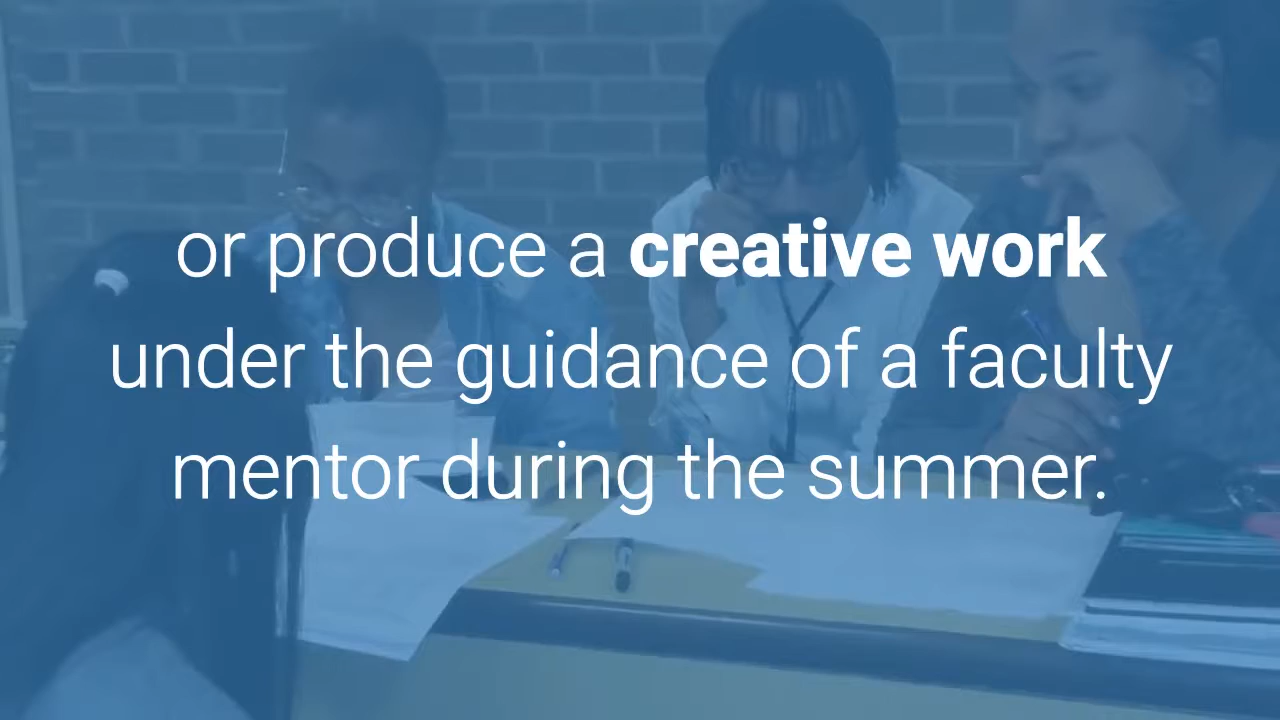 or produce a creative work
under the guidance of a faculty
mentor during the summer.